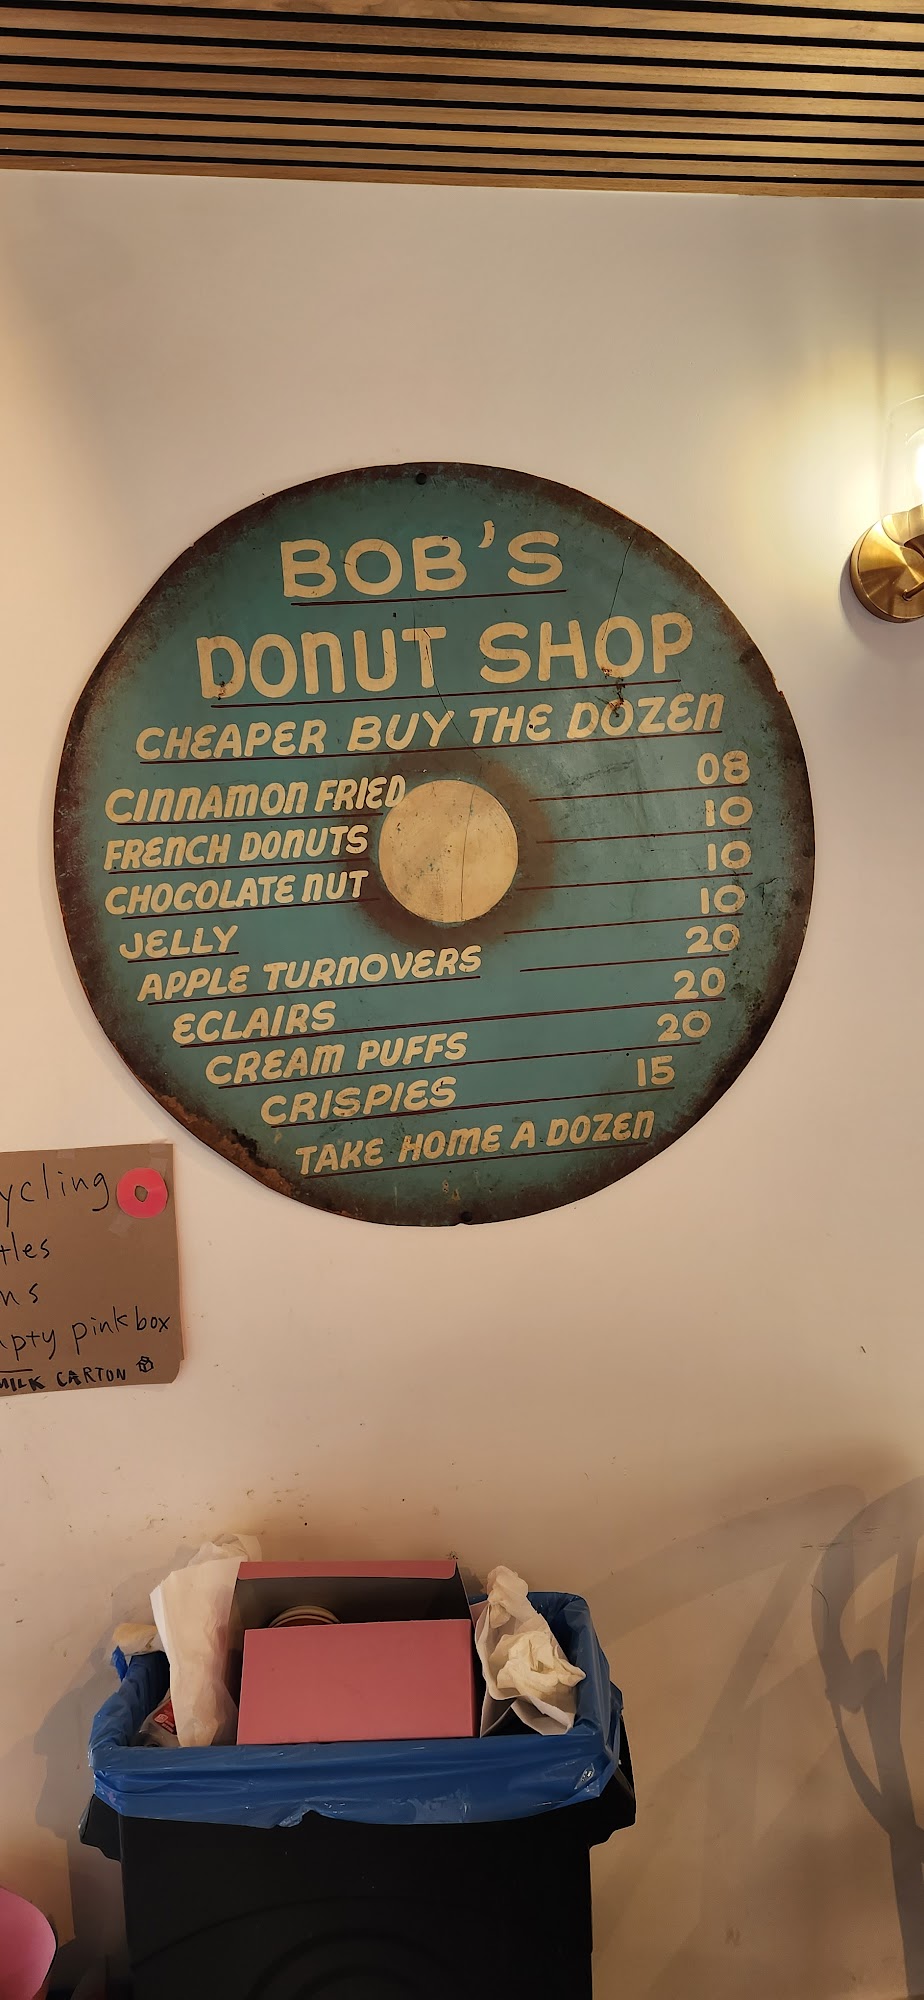 BOB'S
DONUT SHOP
CHEAPER BUY THE DOZEN
CINNAMON FRIED 08
FRENCH DONUTS 10
CHOCOLATE NUT 10
JELLY 10
APPLE TURNOVERS 20
ECLAIRS 20
CREAM PUFFS 20
CRISPIES 15
TAKE HOME A DOZEN
ycling
tles
ns
mpty pink box
MILK CARTON